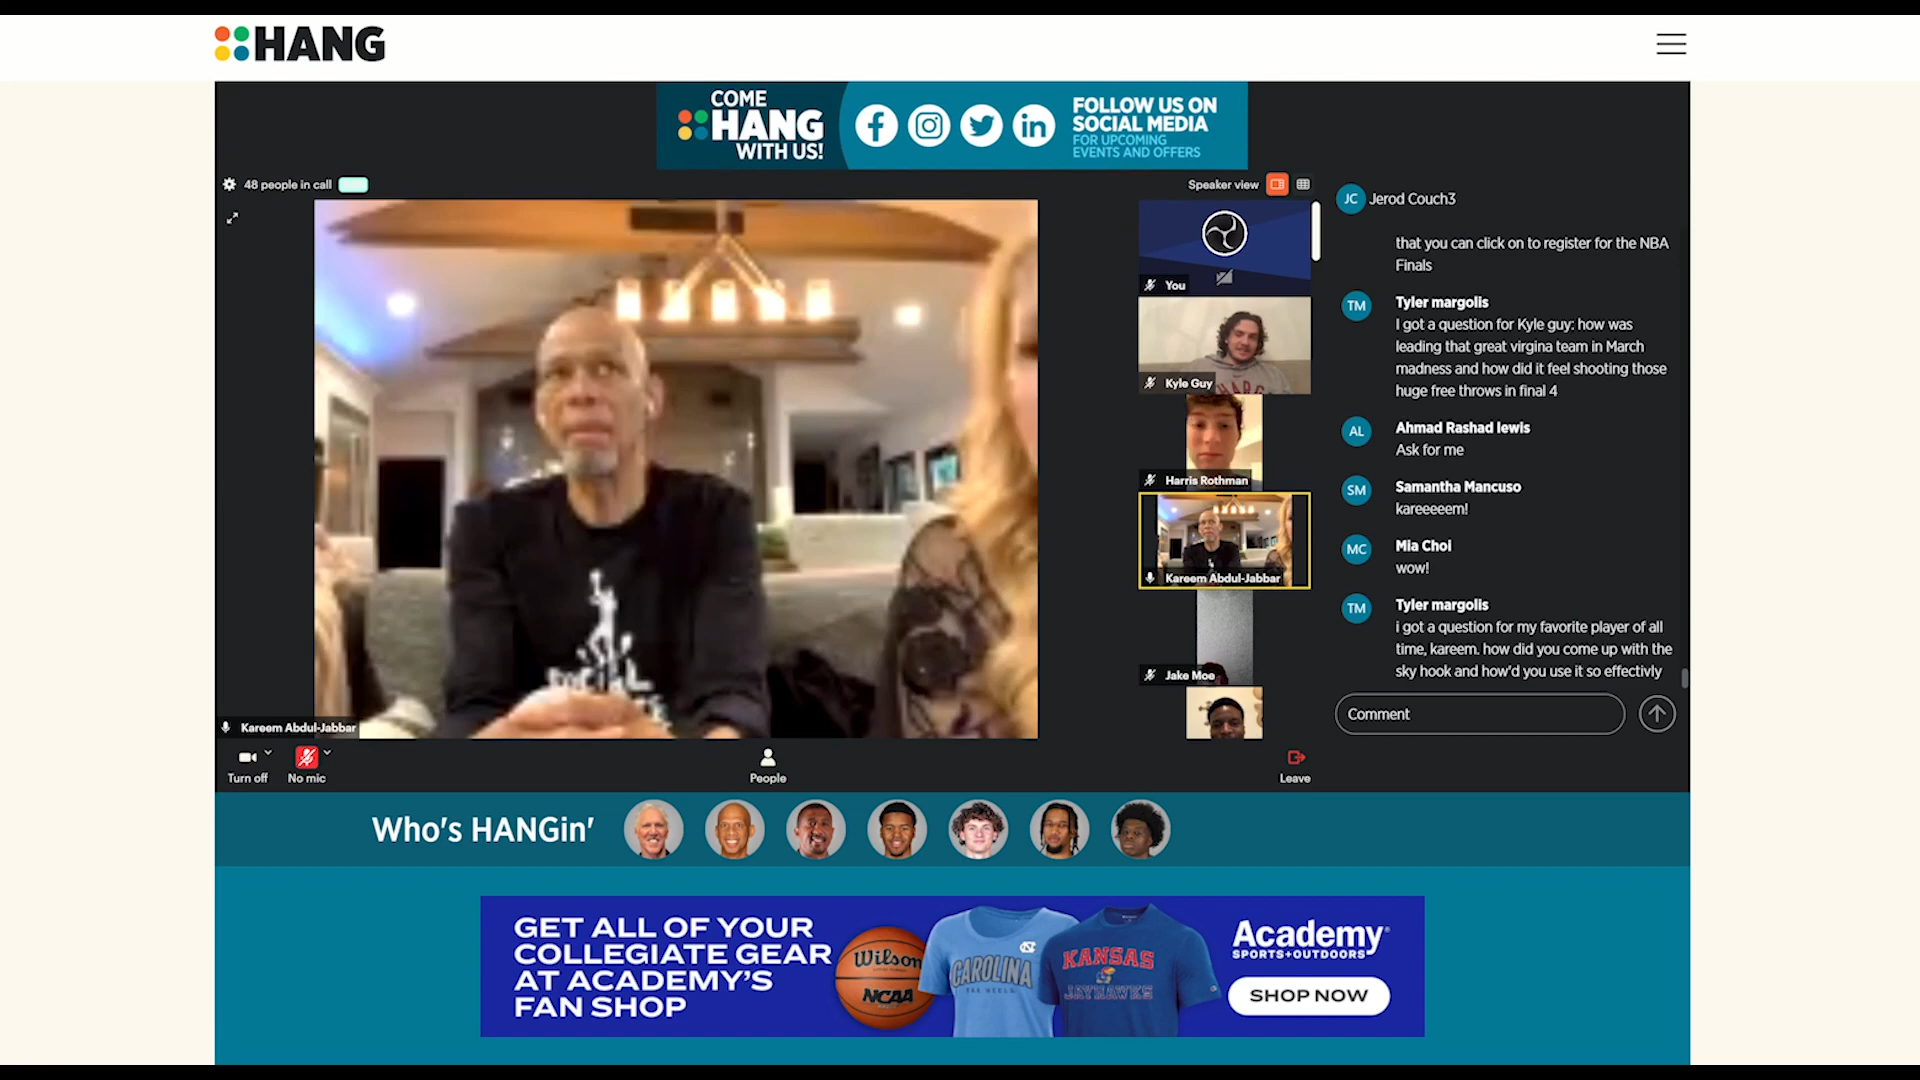 HANG
COME
HANG
WITH US!
FOLLOW US ON
SOCIAL MEDIA
FOR UPCOMING
EVENTS AND OFFERS
48 people in call
Speaker view
You
Kyle Guy
Harris Rothman
Kareem Abdul-Jabbar
Jake Moe
Kareem Abdul-Jabbar
SOCIAL
JC Jerod Couch3
that you can click on to register for the NBA
Finals
TM Tyler margolis
I got a question for Kyle guy: how was
leading that great virgina team in March
madness and how did it feel shooting those
huge free throws in final 4
AL Ahmad Rashad lewis
Ask for me
SM Samantha Mancuso
kareeeeem!
MC Mia Choi
wow!
TM Tyler margolis
i got a question for my favorite player of all
time, kareem. how did you come up with the
sky hook and how'd you use it so effectivly
Comment
Turn off
No mic
People
Leave
Who's HANGin'
GET ALL OF YOUR
COLLEGIATE GEAR
AT ACADEMY'S
FAN SHOP
Wilson
NCAA
CAROLINA
TAR HEELS
KANSAS
JAYHAWKS
Academy
SPORTS+OUTDOORS
SHOP NOW